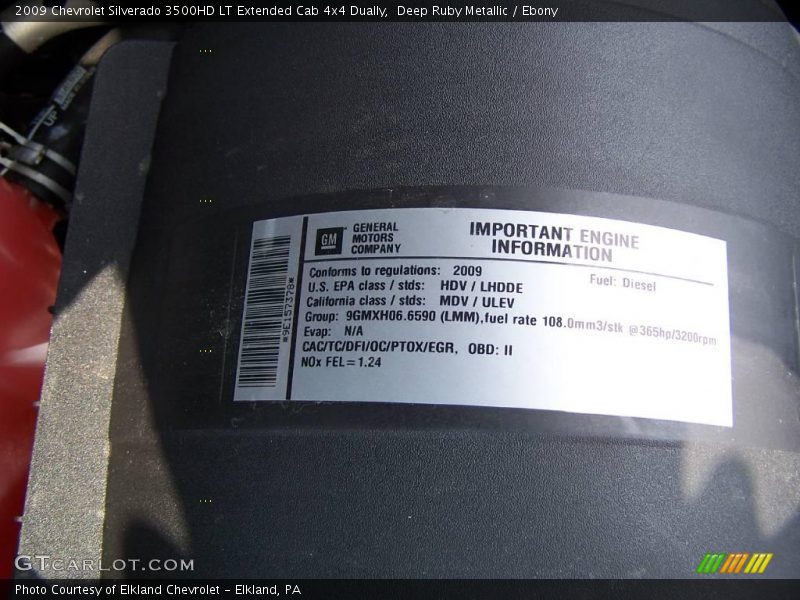 2009 Chevrolet Silverado 3500HD LT Extended Cab 4x4 Dually, Deep Ruby Metallic / Ebony
UP
*9E157378*
GM
GENERAL
MOTORS
COMPANY
IMPORTANT ENGINE
INFORMATION
Conforms to regulations: 2009
Fuel: Diesel
U.S. EPA class / stds: HDV / LHDDE
California class / stds: MDV / ULEV
Group: 9GMXH06.6590 (LMM),fuel rate 108.0mm3/stk @365hp/3200rpm
Evap: N/A
CAC/TC/DFI/OC/PTOX/EGR, OBD: II
NOx FEL=1.24
GTCarLot.com
Photo Courtesy of Elkland Chevrolet - Elkland, PA